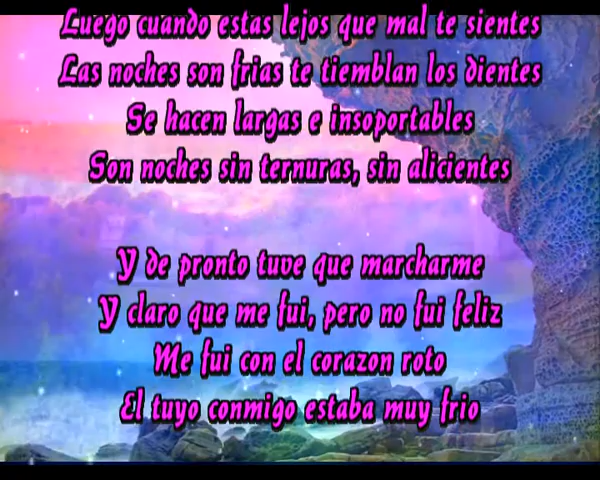 Luego cuando estas lejos que mal te sientes
Las noches son frias te tiemblan los dientes
Se hacen largas e insoportables
Son noches sin ternuras, sin alicientes
Y de pronto tuve que marcharme
Y claro que me fui, pero no fui feliz
Me fui con el corazon roto
El tuyo conmigo estaba muy frio